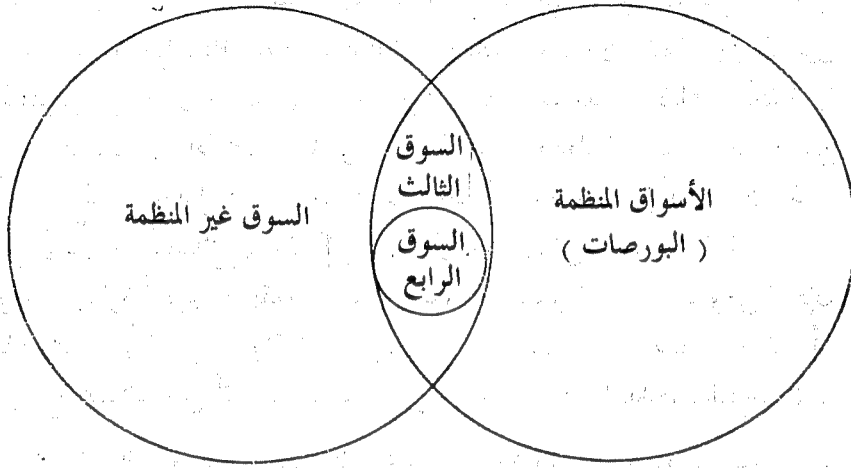 السوق
الثالث
السوق
الرابع
الأسواق المنظمة
( البورصات )
السوق غير المنظمة